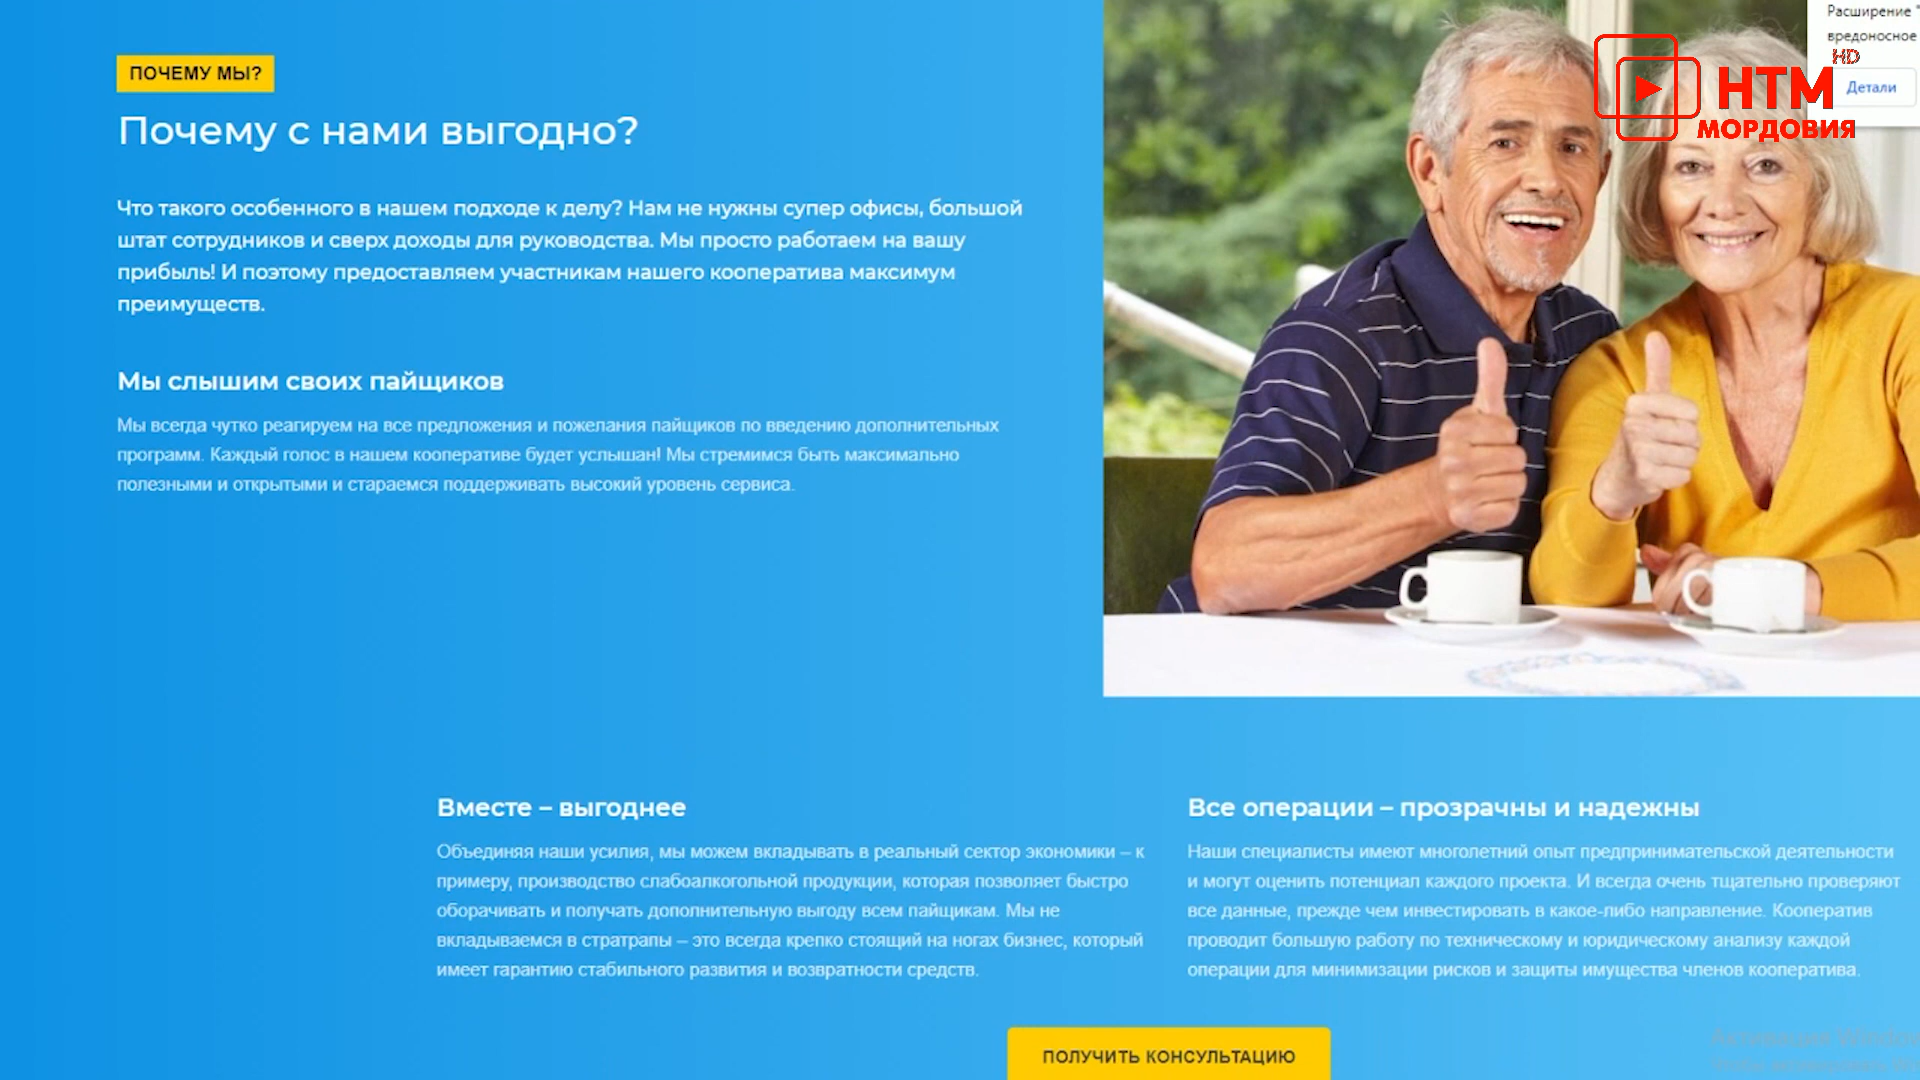 ПОЧЕМУ МЫ?
Почему с нами выгодно?
Что такого особенного в нашем подходе к делу? Нам не нужны супер офисы, большой
штат сотрудников и сверх доходы для руководства. Мы просто работаем на вашу
прибыль! И поэтому предоставляем участникам нашего кооператива максимум
преимуществ.
Мы слышим своих пайщиков
Мы всегда чутко реагируем на все предложения и пожелания пайщиков по введению дополнительных
программ. Каждый голос в нашем кооперативе будет услышан! Мы стремимся быть максимально
полезными и открытыми и стараемся поддерживать высокий уровень сервиса.
Расширение "
вредоносное
Детали
HD
НТМ
МОРДОВИЯ
Вместе – выгоднее
Объединяя наши усилия, мы можем вкладывать в реальный сектор экономики – к
примеру, производство слабоалкогольной продукции, которая позволяет быстро
оборачивать и получать дополнительную выгоду всем пайщикам. Мы не
вкладываемся в стратрапы – это всегда крепко стоящий на ногах бизнес, который
имеет гарантию стабильного развития и возвратности средств.
Все операции – прозрачны и надежны
Наши специалисты имеют многолетний опыт предпринимательской деятельности
и могут оценить потенциал каждого проекта. И всегда очень тщательно проверяют
все данные, прежде чем инвестировать в какое-либо направление. Кооператив
проводит большую работу по техническому и юридическому анализу каждой
операции для минимизации рисков и защиты имущества членов кооператива.
ПОЛУЧИТЬ КОНСУЛЬТАЦИЮ